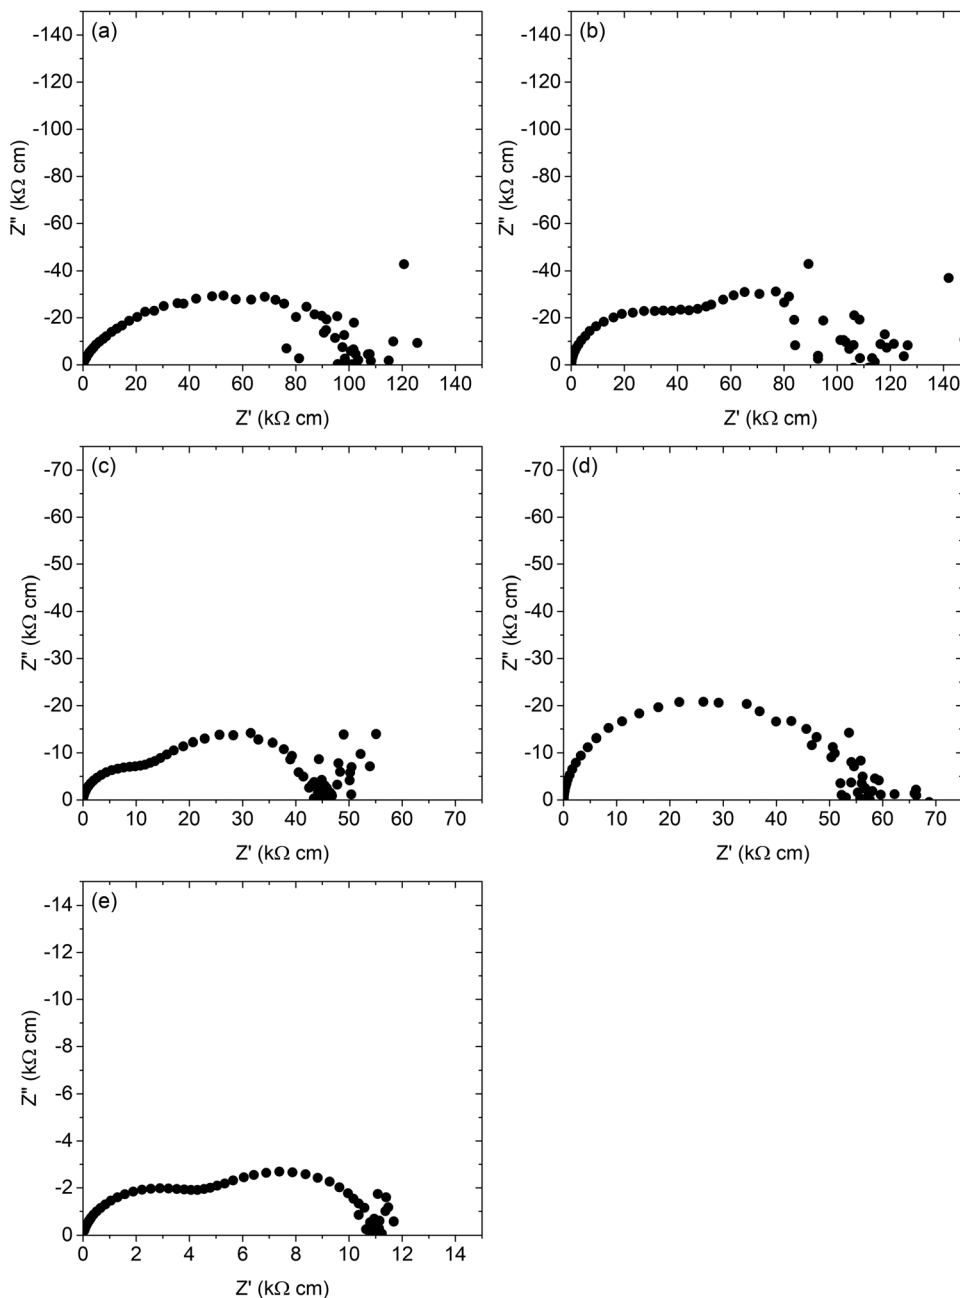 (a)
-140
-120
-100
-80
-60
-40
-20
0
Z" (kΩ cm)
0 20 40 60 80 100 120 140
Z' (kΩ cm)
(b)
-140
-120
-100
-80
-60
-40
-20
0
Z" (kΩ cm)
0 20 40 60 80 100 120 140
Z' (kΩ cm)
(c)
-70
-60
-50
-40
-30
-20
-10
0
Z" (kΩ cm)
0 10 20 30 40 50 60 70
Z' (kΩ cm)
(d)
-70
-60
-50
-40
-30
-20
-10
0
Z" (kΩ cm)
0 10 20 30 40 50 60 70
Z' (kΩ cm)
(e)
-14
-12
-10
-8
-6
-4
-2
0
Z" (kΩ cm)
0 2 4 6 8 10 12 14
Z' (kΩ cm)